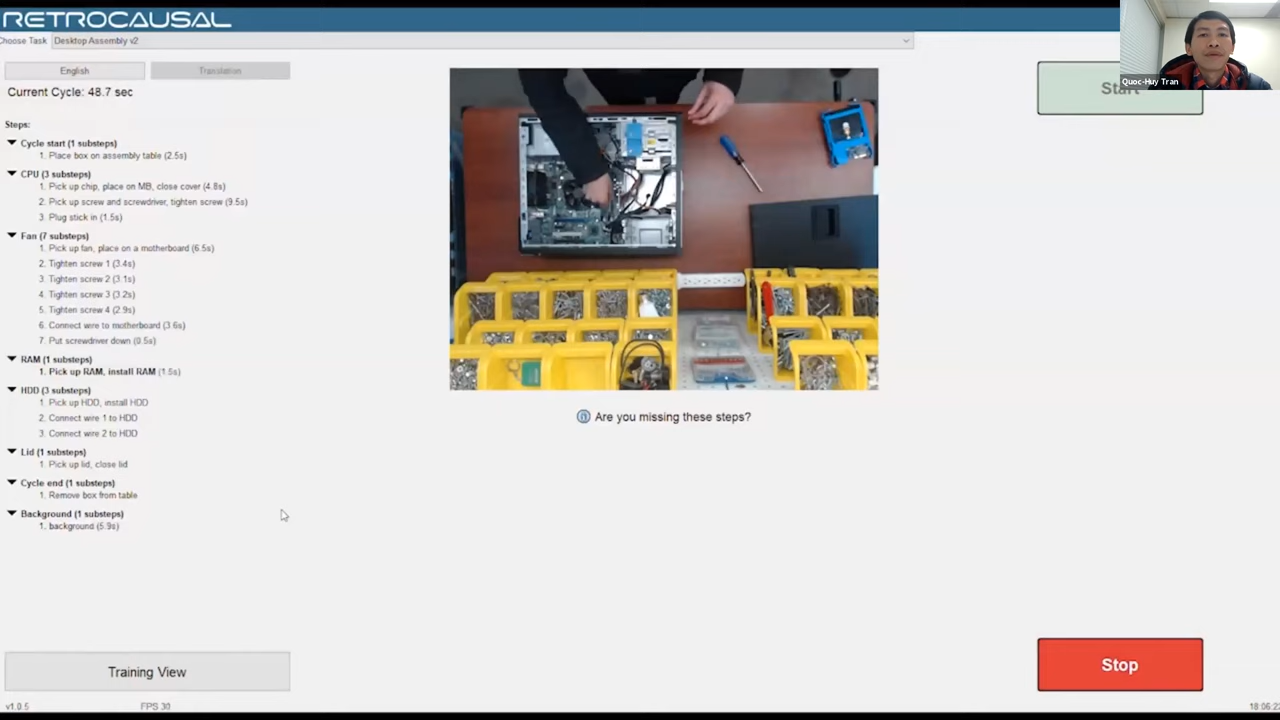 RETROCAUSAL
Choose Task Desktop Assembly v2
English Translation
Current Cycle: 48.7 sec
Steps:
Cycle start (1 substeps)
1. Place box on assembly table (2.5s)
CPU (3 substeps)
1. Pick up chip, place on MB, close cover (4.8s)
2. Pick up screw and screwdriver, tighten screw (9.5s)
3. Plug stick in (1.5s)
Fan (7 substeps)
1. Pick up fan, place on a motherboard (6.5s)
2. Tighten screw 1 (3.4s)
3. Tighten screw 2 (3.1s)
4. Tighten screw 3 (3.2s)
5. Tighten screw 4 (2.9s)
6. Connect wire to motherboard (3.6s)
7. Put screwdriver down (0.5s)
RAM (1 substeps)
1. Pick up RAM, install RAM (1.5s)
HDD (3 substeps)
1. Pick up HDD, install HDD
2. Connect wire 1 to HDD
3. Connect wire 2 to HDD
Lid (1 substeps)
1. Pick up lid, close lid
Cycle end (1 substeps)
1. Remove box from table
Background (1 substeps)
1. background (5.9s)
Training View
v1.0.5 FPS 30
Are you missing these steps?
Quoc-Huy Tran
Start
Stop
18:06:22